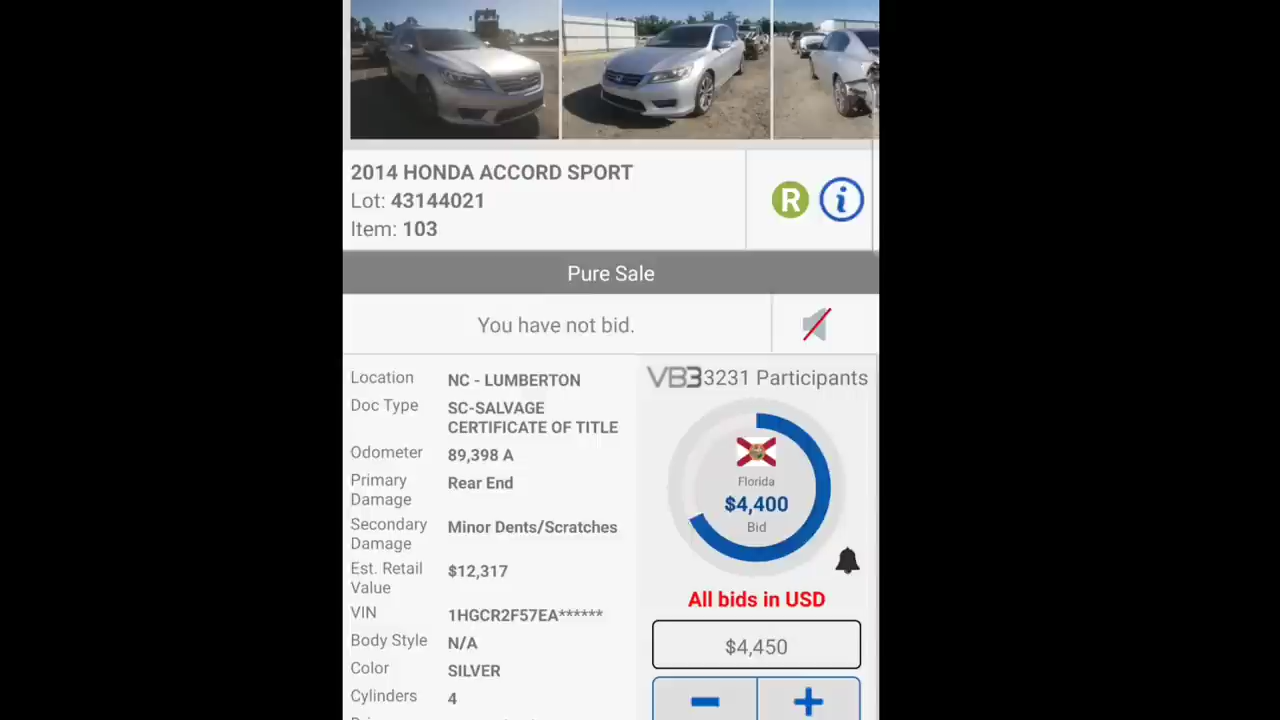 2014 HONDA ACCORD SPORT
Lot: 43144021
Item: 103
R i
Pure Sale
You have not bid.
Location NC - LUMBERTON
Doc Type SC-SALVAGE
CERTIFICATE OF TITLE
Odometer 89,398 A
Primary
Damage Rear End
Secondary
Damage Minor Dents/Scratches
Est. Retail
Value $12,317
VIN 1HGCR2F57EA******
Body Style N/A
Color SILVER
Cylinders 4
VB3 3231 Participants
Florida
$4,400
Bid
All bids in USD
$4,450